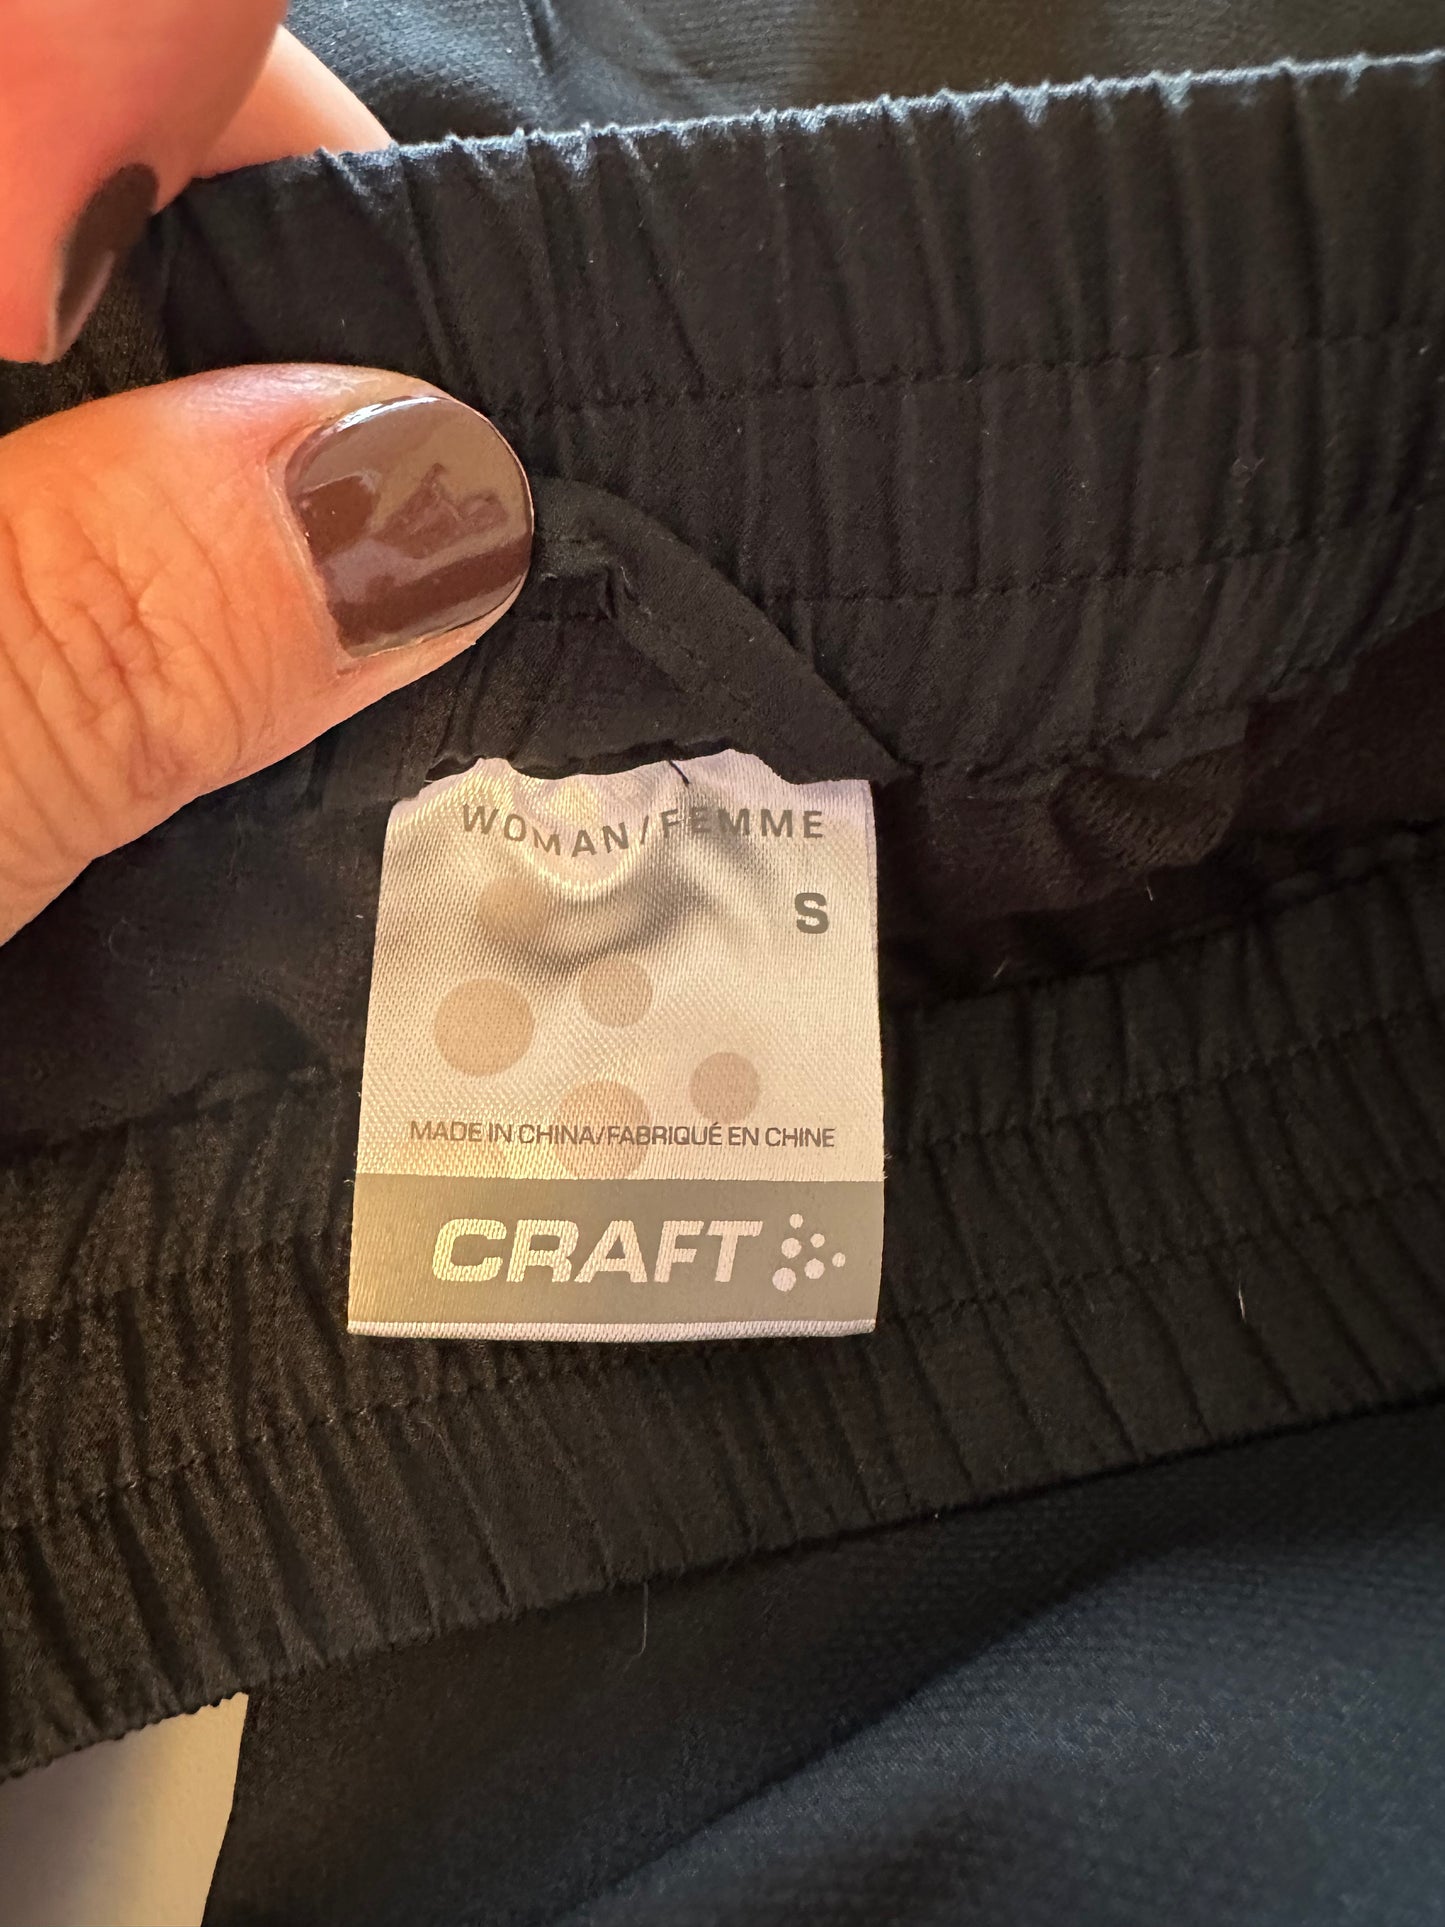 WOMAN/FEMME
S
MADE IN CHINA/FABRIQUÉ EN CHINE
CRAFT